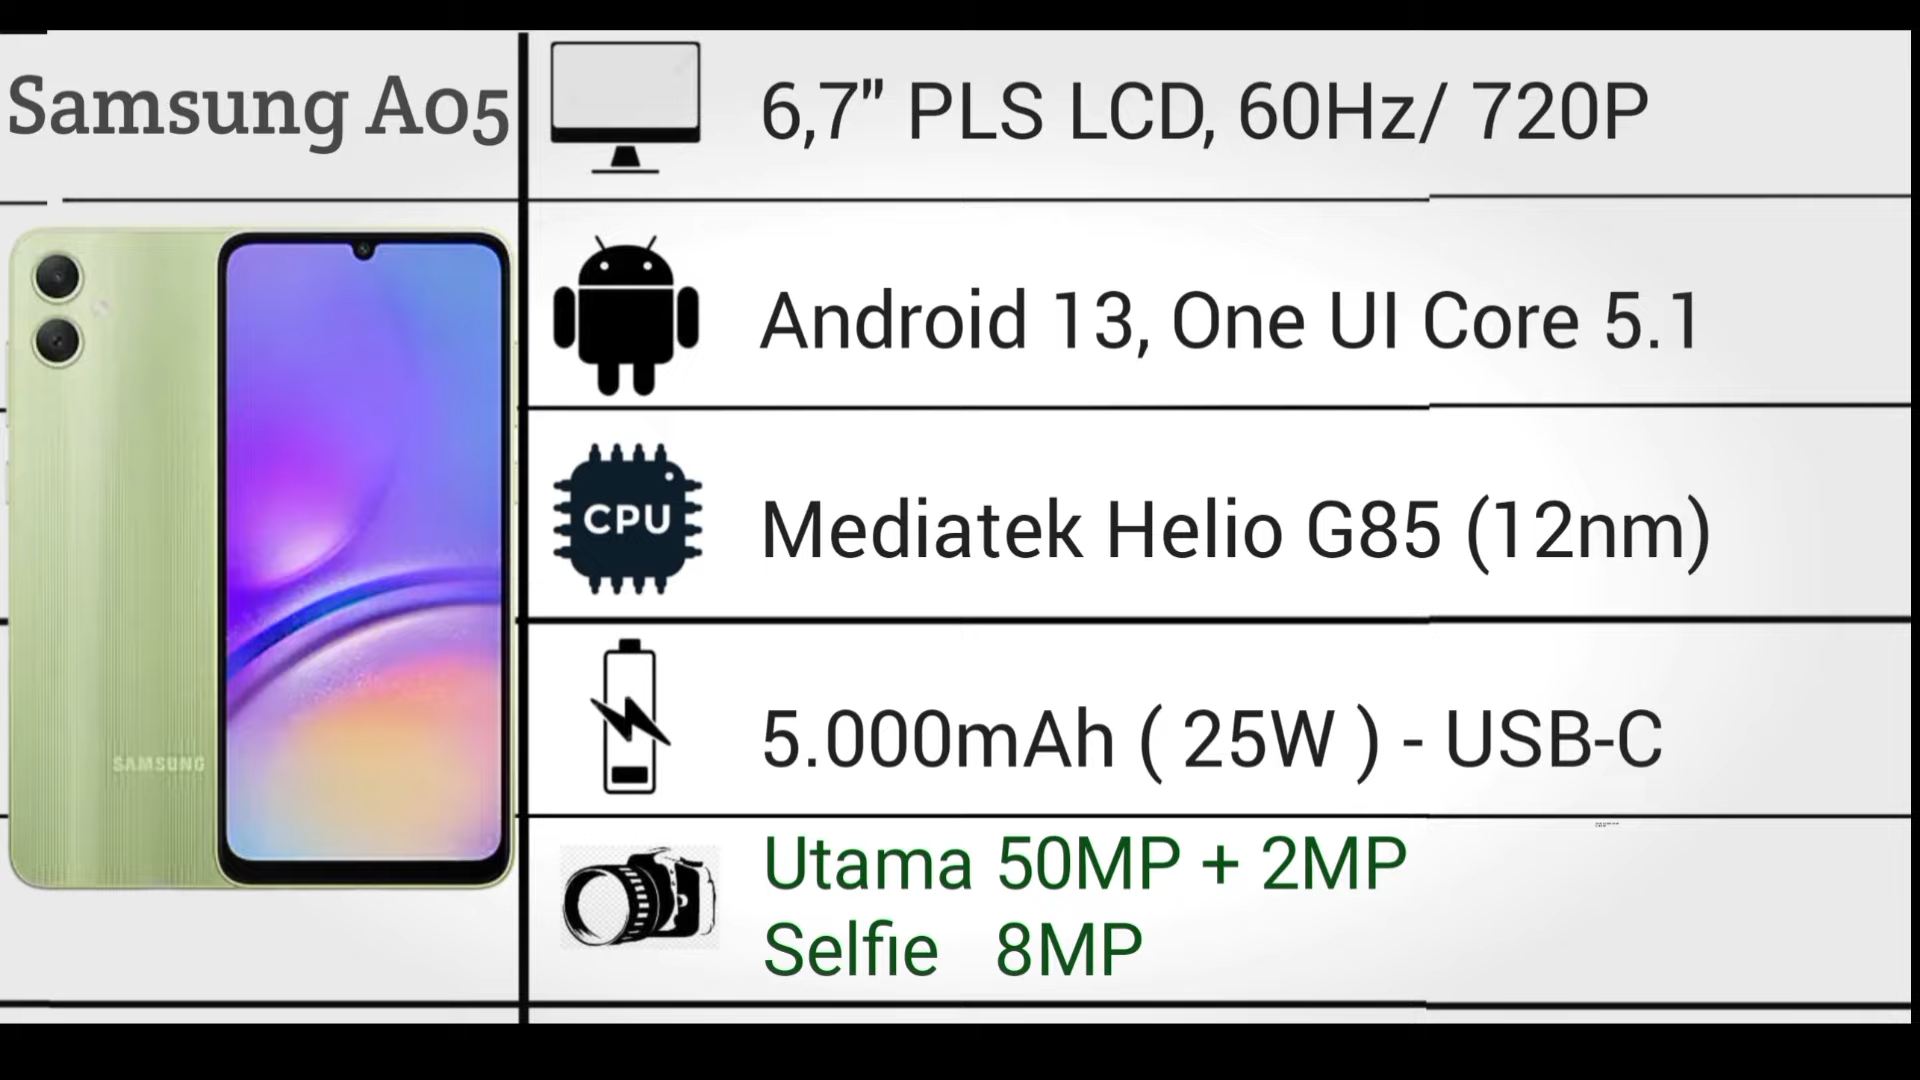 Samsung A05
6,7" PLS LCD, 60Hz/ 720P
Android 13, One UI Core 5.1
CPU
Mediatek Helio G85 (12nm)
5.000mAh ( 25W ) - USB-C
SAMSUNG
Utama 50MP + 2MP
Selfie 8MP